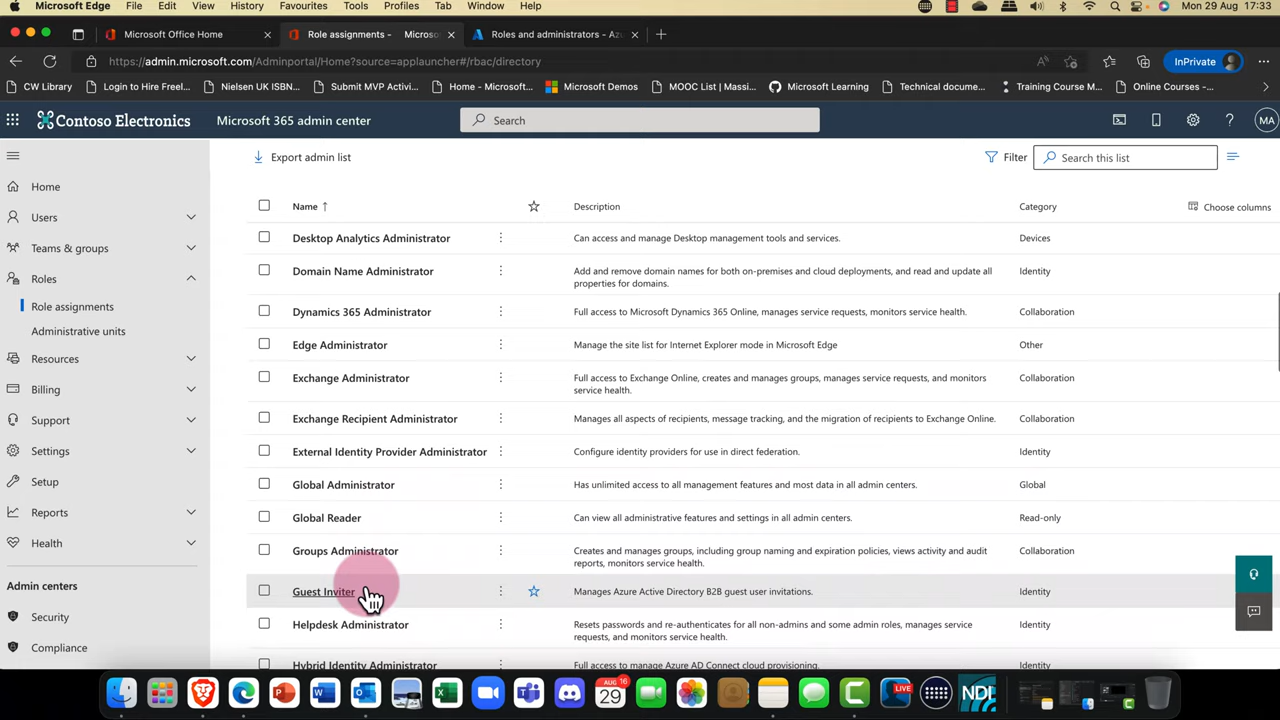 Microsoft Edge File Edit View History Favourites Tools Profiles Tab Window Help Mon 29 Aug 17:33
Microsoft Office Home Role assignments - Micros Roles and administrators - Az
https://admin.microsoft.com/Adminportal/Home?source=applauncher#/rbac/directory InPrivate
CW Library Login to Hire Freel... Nielsen UK ISBN... Submit MVP Activi... Home - Microsoft... Microsoft Demos MOOC List | Massi... Microsoft Learning Technical docume... Training Course M... Online Courses -...
Contoso Electronics Microsoft 365 admin center Search MA
Export admin list Filter Search this list
Name ↑ Description Category Choose columns
Home
Users
Teams & groups
Roles
Role assignments
Administrative units
Resources
Billing
Support
Settings
Setup
Reports
Health
Admin centers
Security
Compliance
Desktop Analytics Administrator Can access and manage Desktop management tools and services. Devices
Domain Name Administrator Add and remove domain names for both on-premises and cloud deployments, and read and update all Identity
properties for domains.
Dynamics 365 Administrator Full access to Microsoft Dynamics 365 Online, manages service requests, monitors service health. Collaboration
Edge Administrator Manage the site list for Internet Explorer mode in Microsoft Edge Other
Exchange Administrator Full access to Exchange Online, creates and manages groups, manages service requests, and monitors Collaboration
service health.
Exchange Recipient Administrator Manages all aspects of recipients, message tracking, and the migration of recipients to Exchange Online. Collaboration
External Identity Provider Administrator Configure identity providers for use in direct federation. Identity
Global Administrator Has unlimited access to all management features and most data in all admin centers. Global
Global Reader Can view all administrative features and settings in all admin centers. Read-only
Groups Administrator Creates and manages groups, including group naming and expiration policies, views activity and audit Collaboration
reports, monitors service health.
Guest Inviter Manages Azure Active Directory B2B guest user invitations. Identity
Helpdesk Administrator Resets passwords and re-authenticates for all non-admins and some admin roles, manages service Identity
requests, and monitors service health.
Hybrid Identity Administrator Full access to manage Azure AD Connect cloud provisioning. Identity
AUG 16
29
LIVE
NDI